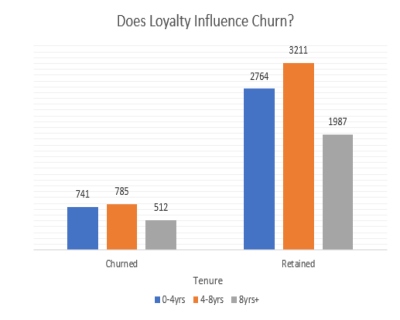 Does Loyalty Influence Churn?
3211
2764
1987
741
785
512
Churned
Retained
Tenure
0-4yrs 4-8yrs 8yrs+